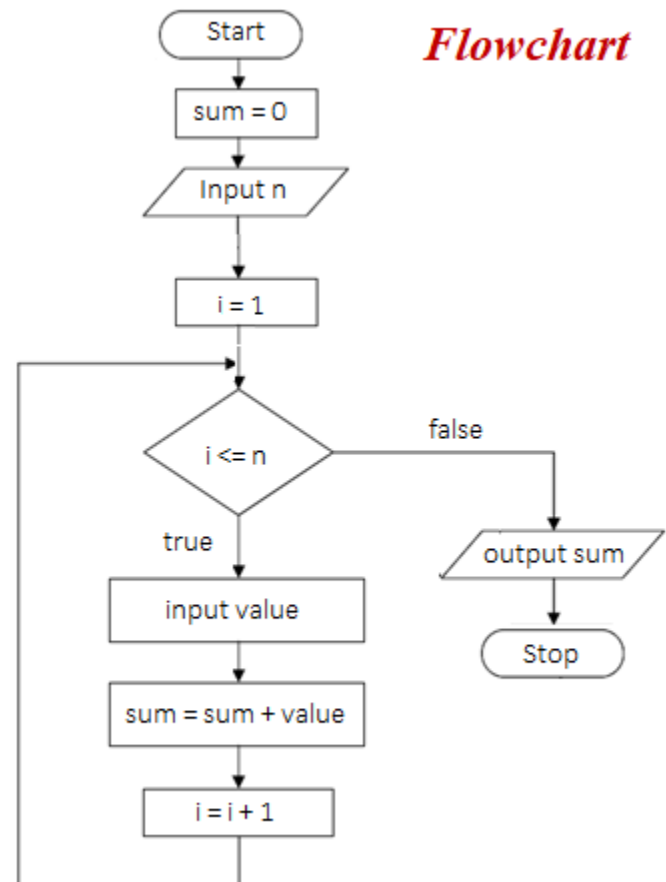 Flowchart
Start
sum = 0
Input n
i = 1
i <= n
false
true
output sum
input value
Stop
sum = sum + value
i = i + 1